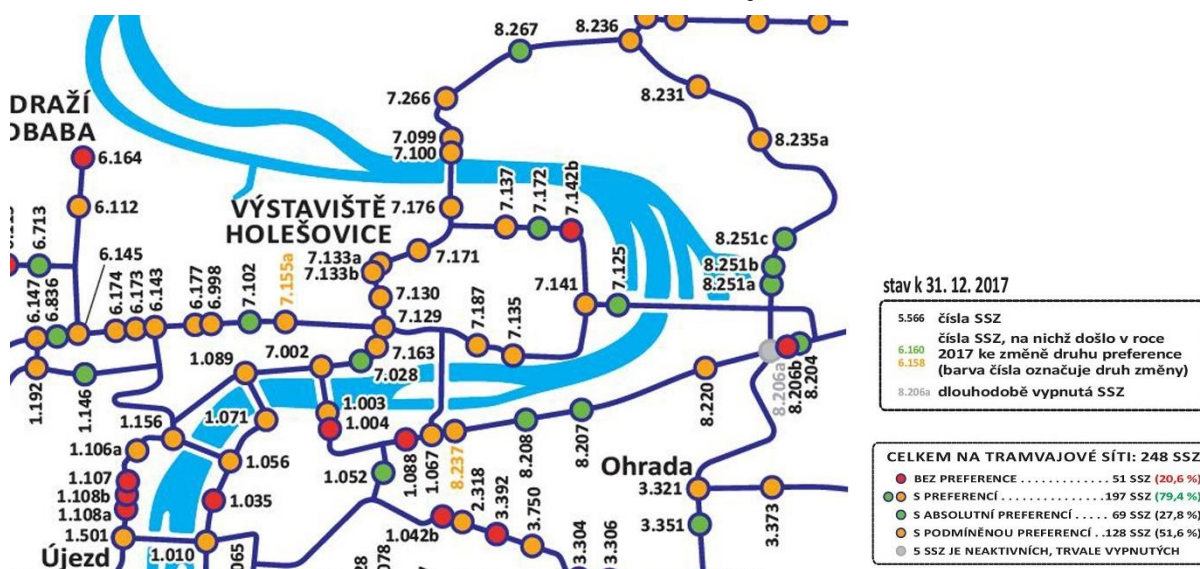 8.267
8.236
8.231
8.235a
7.266
7.099
7.100
DRAŽÍ
OBABA
6.164
6.112
VÝSTAVIŠTĚ
HOLEŠOVICE
7.176
7.137
7.172
7.142b
7.171
7.133a
7.133b
7.130
7.129
7.141
7.125
8.251c
8.251b
8.251a
6.713
6.145
6.147
6.836
6.174
6.173
6.143
6.177
6.998
7.102
7.155a
7.187
7.135
7.163
7.028
7.002
1.089
1.192
1.146
1.156
1.071
1.003
1.004
1.106a
1.107
1.108b
1.108a
1.501
Újezd
1.010
1.056
1.035
065
1.052
1.088
1.067
8.237
8.208
8.207
8.220
8.206a
8.206b
8.204
2.318
3.392
3.750
1.042b
3.304
3.306
078
Ohrada
3.321
3.351
3.373
stav k 31. 12. 2017
5.566 čísla SSZ
čísla SSZ, na nichž došlo v roce
6.160 2017 ke změně druhu preference
6.158 (barva čísla označuje druh změny)
8.206a dlouhodobě vypnutá SSZ
CELKEM NA TRAMVAJOVÉ SÍTI: 248 SSZ
BEZ PREFERENCE . . . . . . . . . . . . 51 SSZ (20,6 %)
S PREFERENCÍ . . . . . . . . . . . . . . .197 SSZ (79,4 %)
S ABSOLUTNÍ PREFERENCÍ . . . . . 69 SSZ (27,8 %)
S PODMÍNĚNOU PREFERENCÍ . .128 SSZ (51,6 %)
5 SSZ JE NEAKTIVNÍCH, TRVALE VYPNUTÝCH